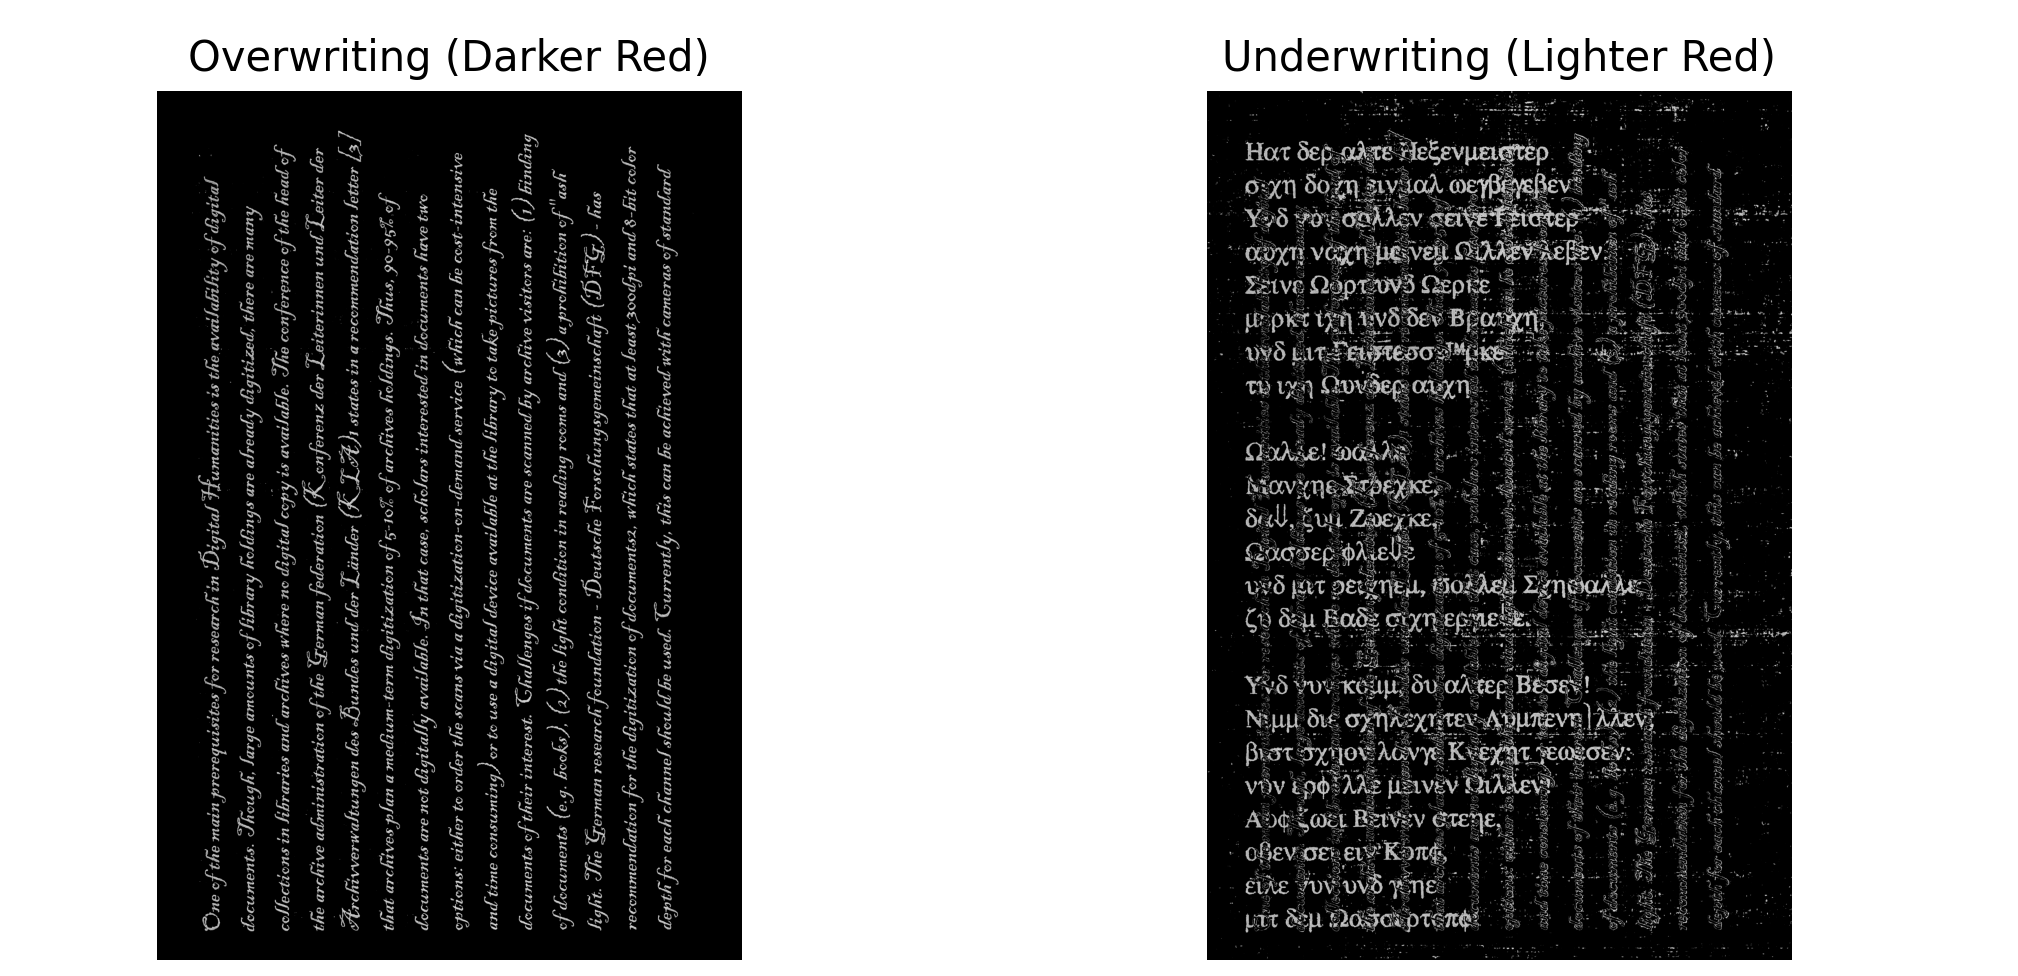 Overwriting (Darker Red)
One of the main prerequisites for research in Digital Humanities is the availability of digital
documents. Though, large amounts of library holdings are already digitized, there are many
collections in libraries and archives where no digital copy is available. The conference of the head of
the archive administration of the German federation (Konferenz der Leiterinnen und Leiter der
Archivverwaltungen des Bundes und der Länder (KLA)1 states in a recommendation letter [3]
that archives plan a medium-term digitization of 5-10% of archives holdings. Thus, 90-95% of
documents are not digitally available. In that case, scholars interested in documents have two
options: either to order the scans via a digitization-on-demand service (which can be cost-intensive
and time consuming) or to use a digital device available at the library to take pictures from the
documents of their interest. Challenges if documents are scanned by archive visitors are: (1) finding
of documents (e.g. books), (2) the light condition in reading rooms and (3) a prohibition of "ash
light. The German research foundation - Deutsche Forschungsgemeinschaft (DFG) - has
recommendation for the digitization of documents2, which states that at least 300dpi and 8-bit color
depth for each channel should be used. Currently, this can be achieved with cameras of standard
Underwriting (Lighter Red)
Ηατ δερ αλτε Ηεξενμειστερ
σιχη δοχη εινμαλ ωεγβεγεβεν
Υνδ νυν σολλεν σεινε Γειστερ
αυχη ναχη μεινεμ Ωιλλεν λεβεν
Σεινε Ωορτ υνδ Ωερκε
μερκτ ιχη υνδ δεν Βραυχη,
υνδ μιτ Γειστεσσ™ρκε
τυ ιχη Ωυνδερ αυχη
Ωαλλε! ωαλλε
Μανχηε Στρεχκε,
δα⇓, ζυμ Ζωεχκε,
Ωασσερ φλιε⇓ε
υνδ μιτ ρειχηεμ, ϖολλεμ Σχηωαλλε
ζυ δεμ Βαδε σιχη εργιε⇓ε.
Υνδ νυν κομμ, δυ αλτερ Βεσεν!
Νιμμ διε σχηλεχητεν Λυμπενη⎫λλεν;
βιστ σχηον λανγε Κνεχητ γεωεσεν:
νυν ερφ⎫λλε μεινεν Ωιλλεν!
Αυφ ζωει Βεινεν στεηε,
οβεν σει ειν Κοπφ,
ειλε νυν υνδ γεηε
μιτ δεμ Ωασσερτοπφ!